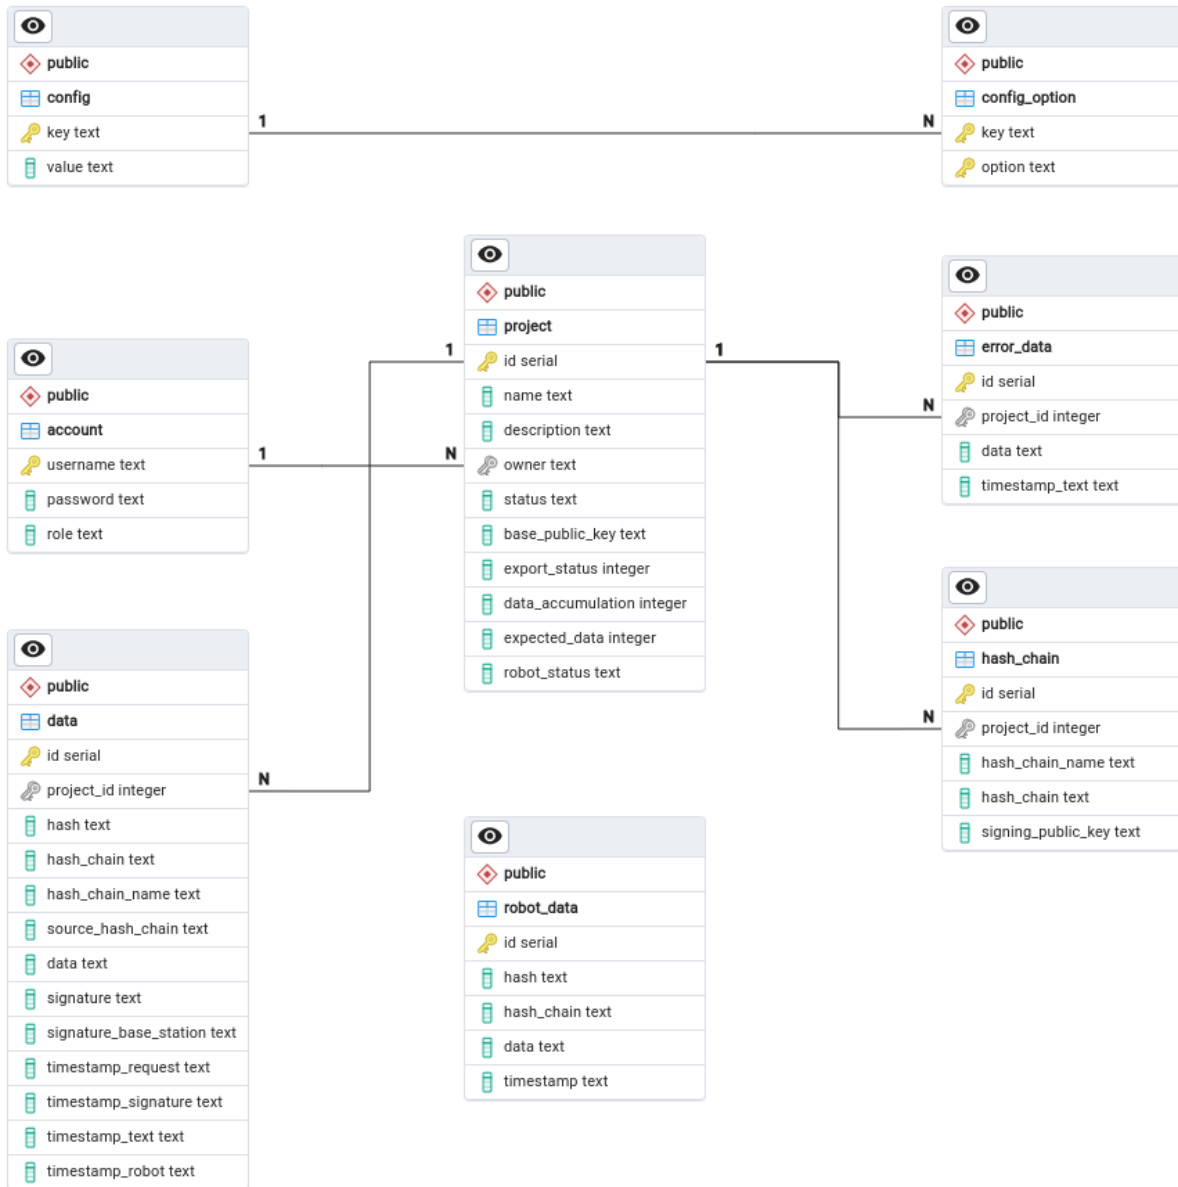 public
config
key text
value text
1
N
public
config_option
key text
option text
public
account
username text
password text
role text
1
N
public
project
id serial
name text
description text
owner text
status text
base_public_key text
export_status integer
data_accumulation integer
expected_data integer
robot_status text
1
1
N
N
N
public
error_data
id serial
project_id integer
data text
timestamp_text text
public
hash_chain
id serial
project_id integer
hash_chain_name text
hash_chain text
signing_public_key text
public
data
id serial
project_id integer
hash text
hash_chain text
hash_chain_name text
source_hash_chain text
data text
signature text
signature_base_station text
timestamp_request text
timestamp_signature text
timestamp_text text
timestamp_robot text
public
robot_data
id serial
hash text
hash_chain text
data text
timestamp text